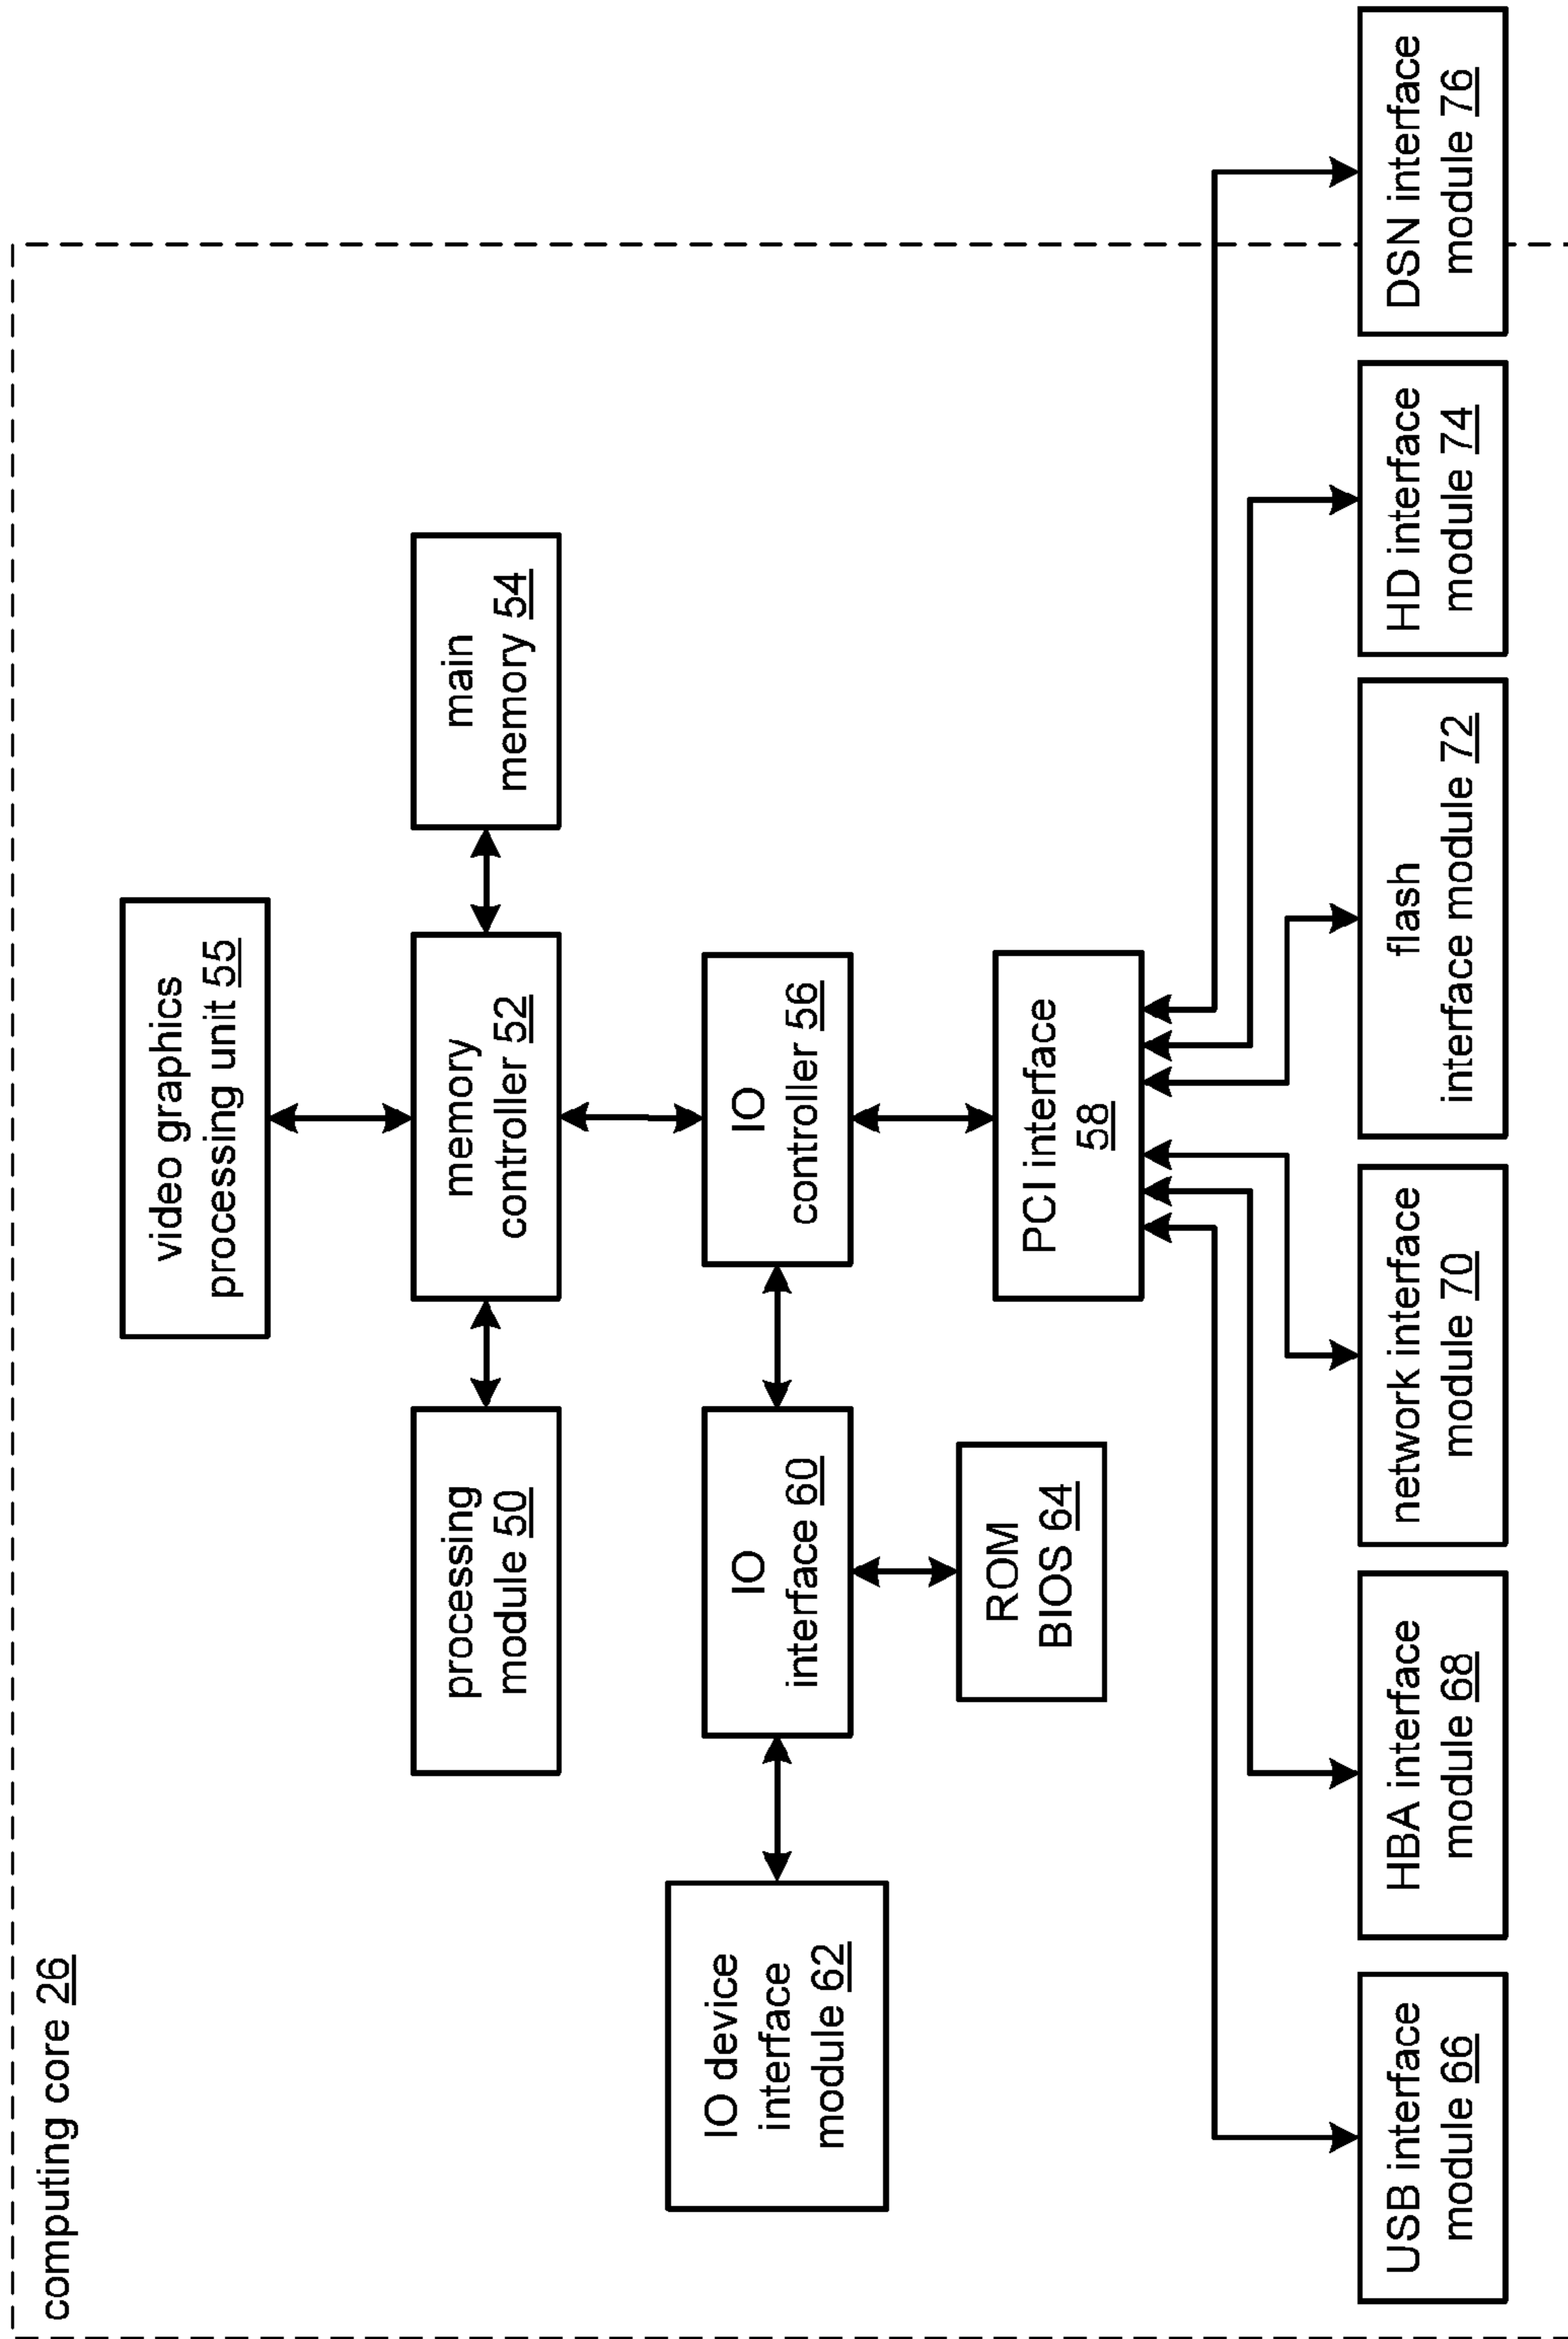 computing core 26
video graphics
processing unit 55
processing
module 50
memory
controller 52
main
memory 54
IO device
interface
module 62
IO
interface 60
IO
controller 56
ROM
BIOS 64
PCI interface
58
USB interface
module 66
HBA interface
module 68
network interface
module 70
flash
interface module 72
HD interface
module 74
DSN interface
module 76